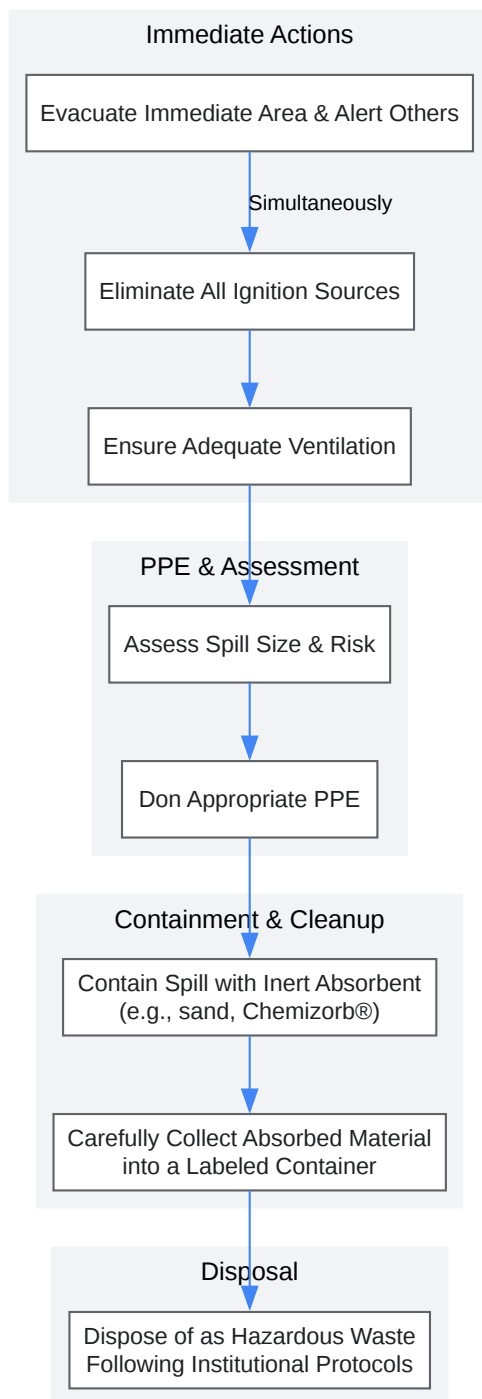 Immediate Actions
Evacuate Immediate Area & Alert Others
Simultaneously
Eliminate All Ignition Sources
Ensure Adequate Ventilation
PPE & Assessment
Assess Spill Size & Risk
Don Appropriate PPE
Containment & Cleanup
Contain Spill with Inert Absorbent
(e.g., sand, Chemizorb®)
Carefully Collect Absorbed Material
into a Labeled Container
Disposal
Dispose of as Hazardous Waste
Following Institutional Protocols